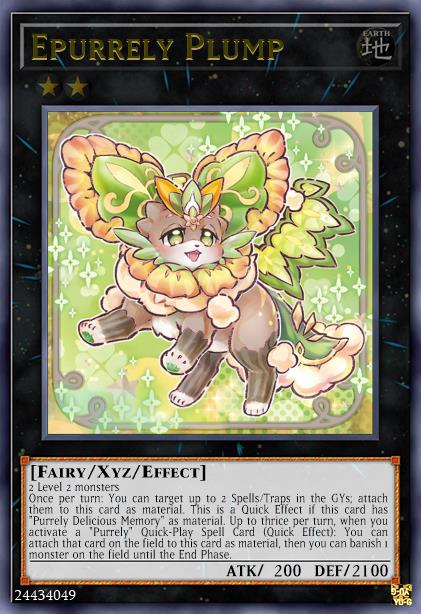 Epurrely Plump
EARTH
地
[Fairy/Xyz/Effect]
2 Level 2 monsters
Once per turn: You can target up to 2 Spells/Traps in the GYs; attach
them to this card as material. This is a Quick Effect if this card has
"Purrely Delicious Memory" as material. Up to thrice per turn, when you
activate a "Purrely" Quick-Play Spell Card (Quick Effect): You can
attach that card on the field to this card as material, then you can banish 1
monster on the field until the End Phase.
ATK/ 200 DEF/2100
24434049